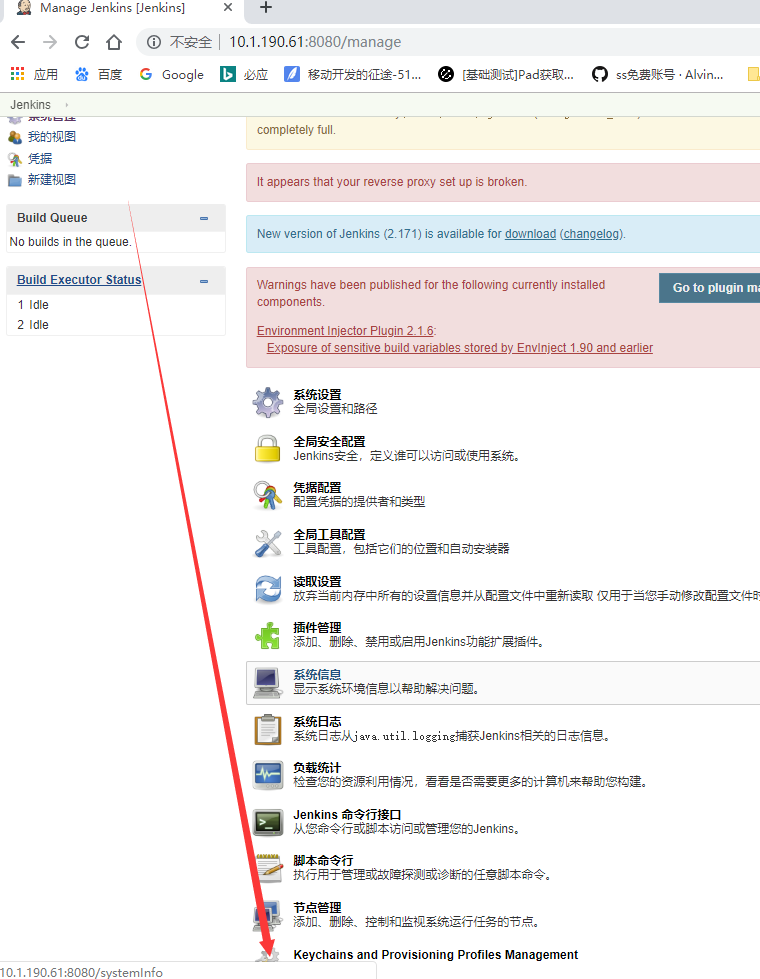 Manage Jenkins [Jenkins]
不安全 10.1.190.61:8080/manage
应用 百度 Google 必应 移动开发的征途-51... [基础测试]Pad获取... ss免费账号 · Alvin...
Jenkins
系统管理
我的视图
凭据
新建视图
Build Queue
No builds in the queue.
Build Executor Status
1 Idle
2 Idle
completely full.
It appears that your reverse proxy set up is broken.
New version of Jenkins (2.171) is available for download (changelog).
Warnings have been published for the following currently installed
components.
Go to plugin ma
Environment Injector Plugin 2.1.6:
Exposure of sensitive build variables stored by EnvInject 1.90 and earlier
系统设置
全局设置和路径
全局安全配置
Jenkins安全，定义谁可以访问或使用系统。
凭据配置
配置凭据的提供者和类型
全局工具配置
工具配置，包括它们的位置和自动安装器
读取设置
放弃当前内存中所有的设置信息并从配置文件中重新读取 仅用于当您手动修改配置文件时
插件管理
添加、删除、禁用或启用Jenkins功能扩展插件。
系统信息
显示系统环境信息以帮助解决问题。
系统日志
系统日志从java.util.logging捕获Jenkins相关的日志信息。
负载统计
检查您的资源利用情况，看看是否需要更多的计算机来帮助您构建。
Jenkins 命令行接口
从您命令行或脚本访问或管理您的Jenkins。
脚本命令行
执行用于管理或故障探测或诊断的任意脚本命令。
节点管理
添加、删除、控制和监视系统运行任务的节点。
Keychains and Provisioning Profiles Management
10.1.190.61:8080/systemInfo